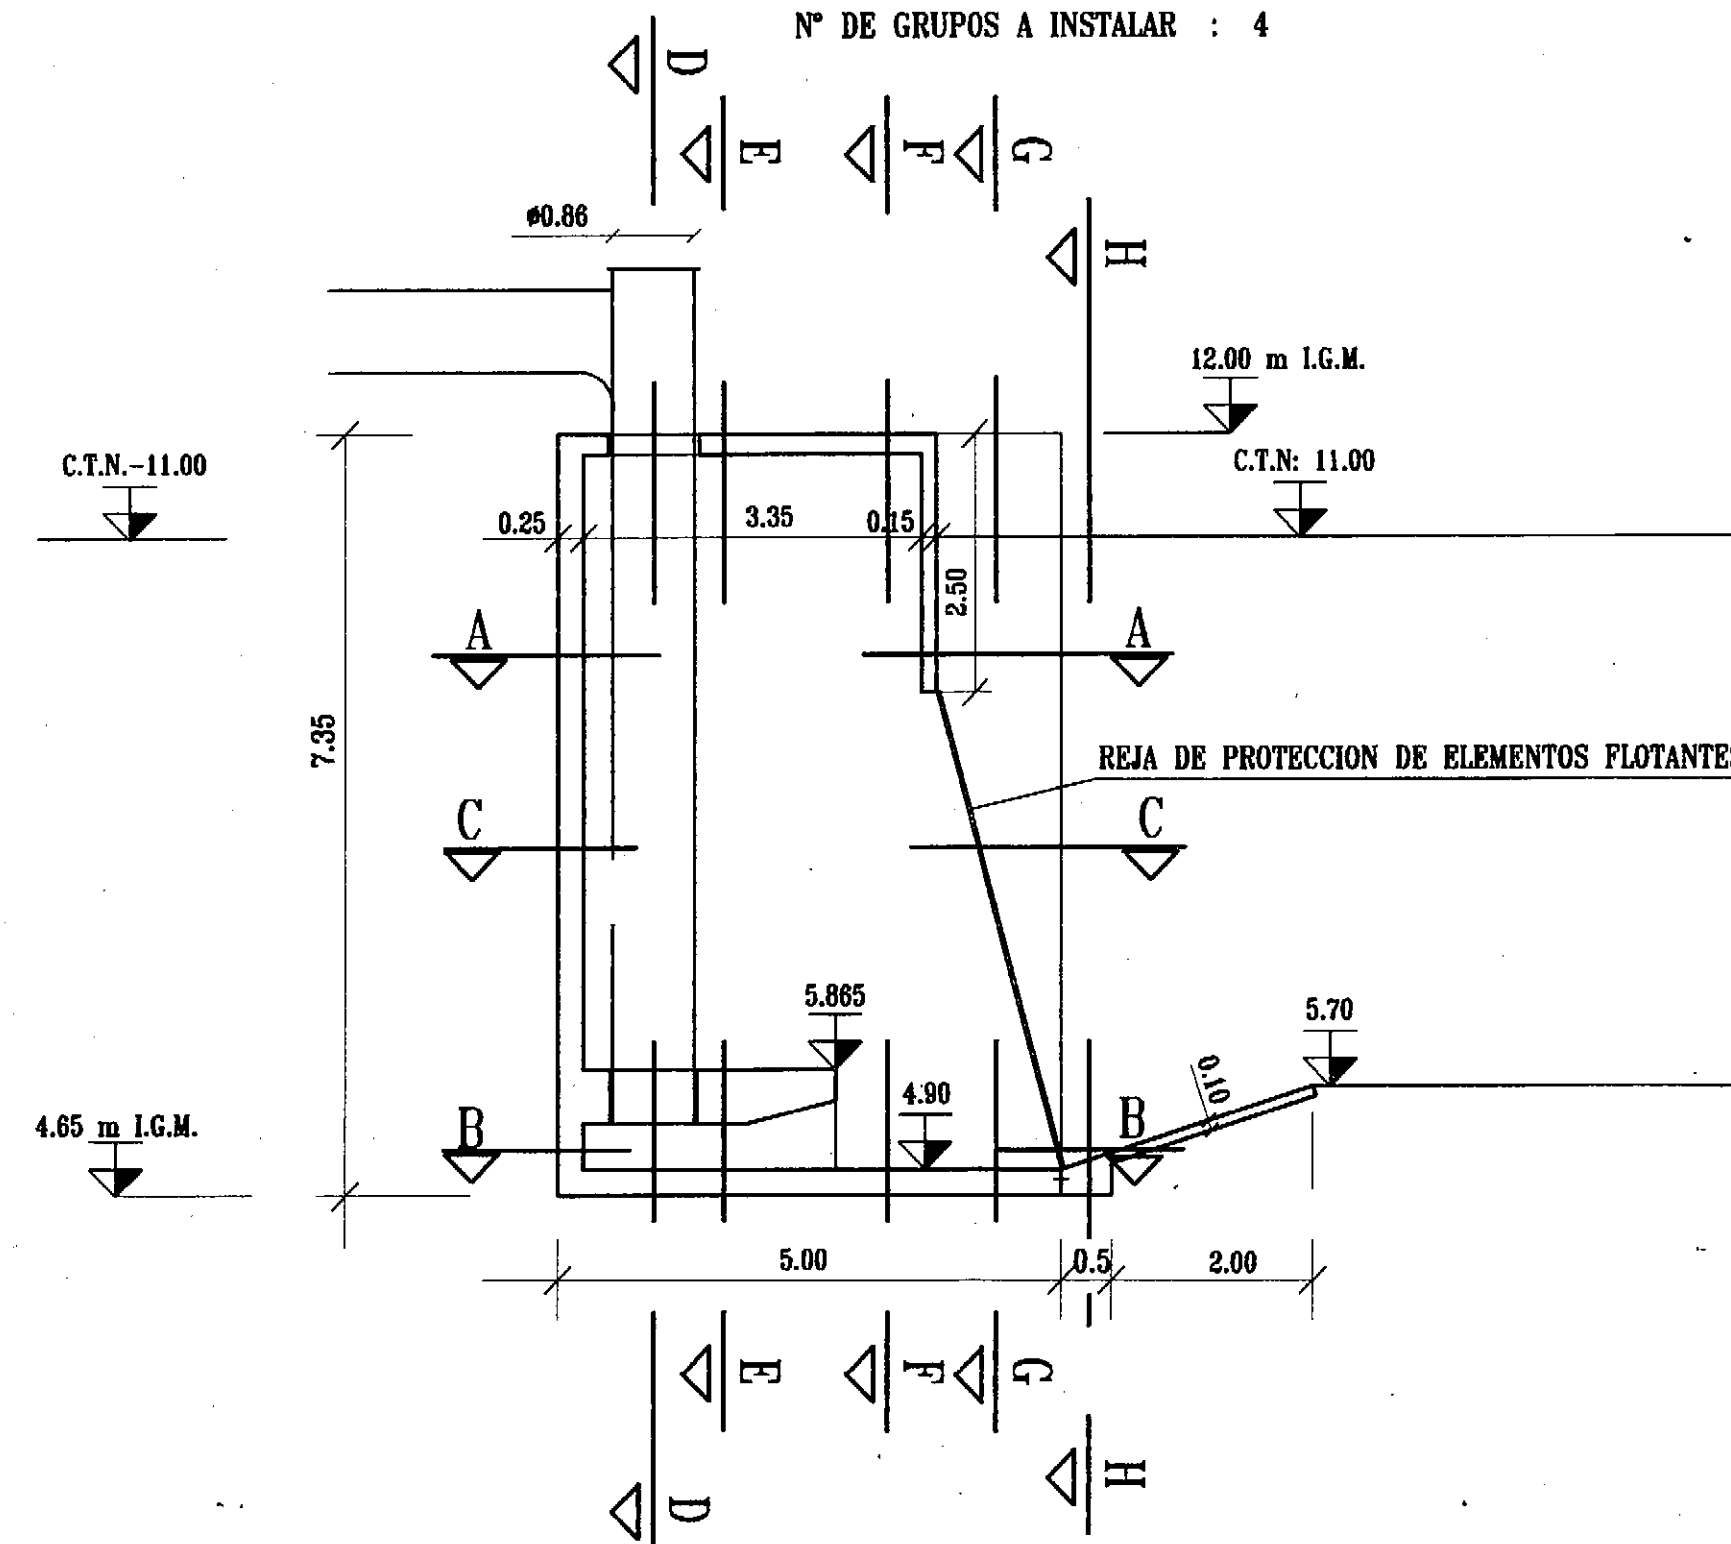 N° DE GRUPOS A INSTALAR : 4
D
E
F
G
ø0.86
H
12.00 m I.G.M.
C.T.N.-11.00
C.T.N: 11.00
0.25
3.35
0.15
2.50
A
A
7.35
REJA DE PROTECCION DE ELEMENTOS FLOTANTES
C
C
5.865
5.70
0.10
4.90
4.65 m I.G.M.
B
B
5.00
0.5
2.00
E
F
G
H
D